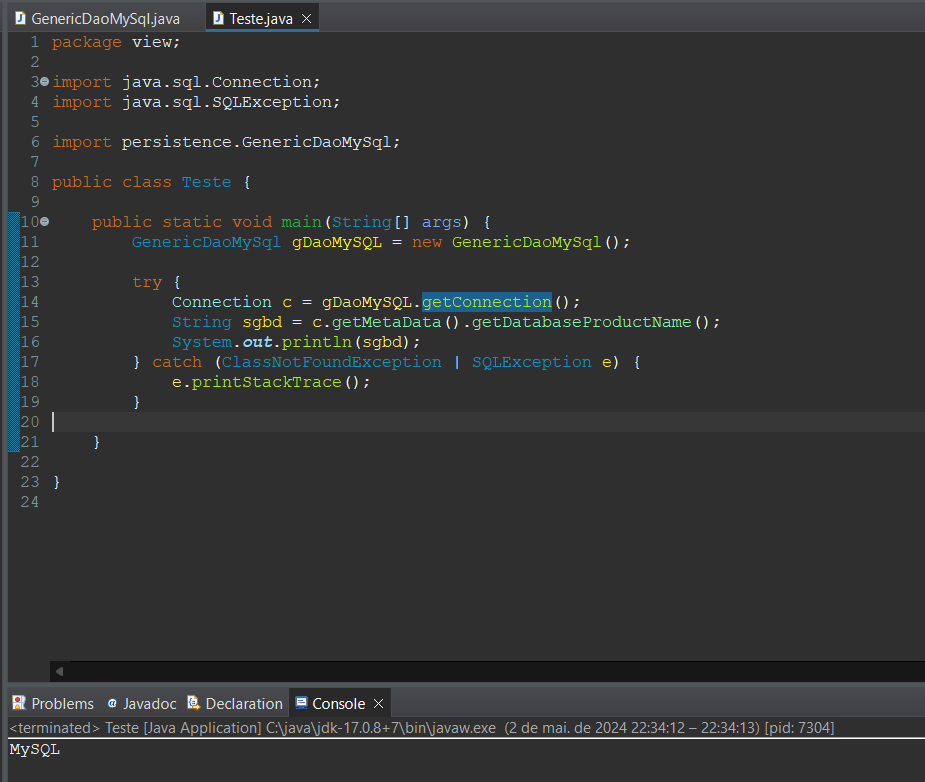 GenericDaoMySql.java Teste.java
1 package view;
2
3 import java.sql.Connection;
4 import java.sql.SQLException;
5
6 import persistence.GenericDaoMySql;
7
8 public class Teste {
9
10 public static void main(String[] args) {
11 GenericDaoMySql gDaoMySQL = new GenericDaoMySql();
12
13 try {
14 Connection c = gDaoMySQL.getConnection();
15 String sgbd = c.getMetaData().getDatabaseProductName();
16 System.out.println(sgbd);
17 } catch (ClassNotFoundException | SQLException e) {
18 e.printStackTrace();
19 }
20
21 }
22
23 }
24
Problems Javadoc Declaration Console
<terminated> Teste [Java Application] C:\java\jdk-17.0.8+7\bin\javaw.exe (2 de mai. de 2024 22:34:12 – 22:34:13) [pid: 7304]
MySQL